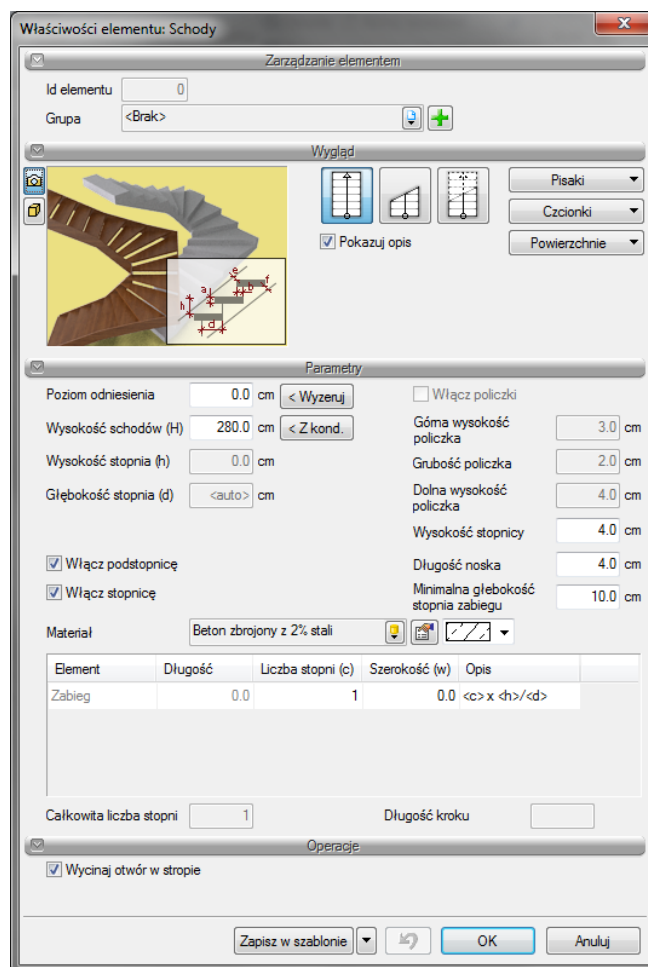 Właściwości elementu: Schody
Zarządzanie elementem
Id elementu 0
Grupa <Brak>
Wygląd
Pisaki
Czcionki
Pokazuj opis Powierzchnie
e
a f
b
h
d
Parametry
Poziom odniesienia 0.0 cm < Wyzeruj
Włącz policzki
Wysokość schodów (H) 280.0 cm < Z kond.
Górna wysokość policzka 3.0 cm
Wysokość stopnia (h) 0.0 cm
Grubość policzka 2.0 cm
Głębokość stopnia (d) <auto> cm
Dolna wysokość policzka 4.0 cm
Wysokość stopnicy 4.0 cm
Włącz podstopnicę
Długość noska 4.0 cm
Włącz stopnicę
Minimalna głebokość stopnia zabiegu 10.0 cm
Materiał Beton zbrojony z 2% stali
Element Długość Liczba stopni (c) Szerokość (w) Opis
Zabieg 0.0 1 0.0 <c> x <h>/<d>
Całkowita liczba stopni 1 Długość kroku
Operacje
Wycinaj otwór w stropie
Zapisz w szablonie OK Anuluj